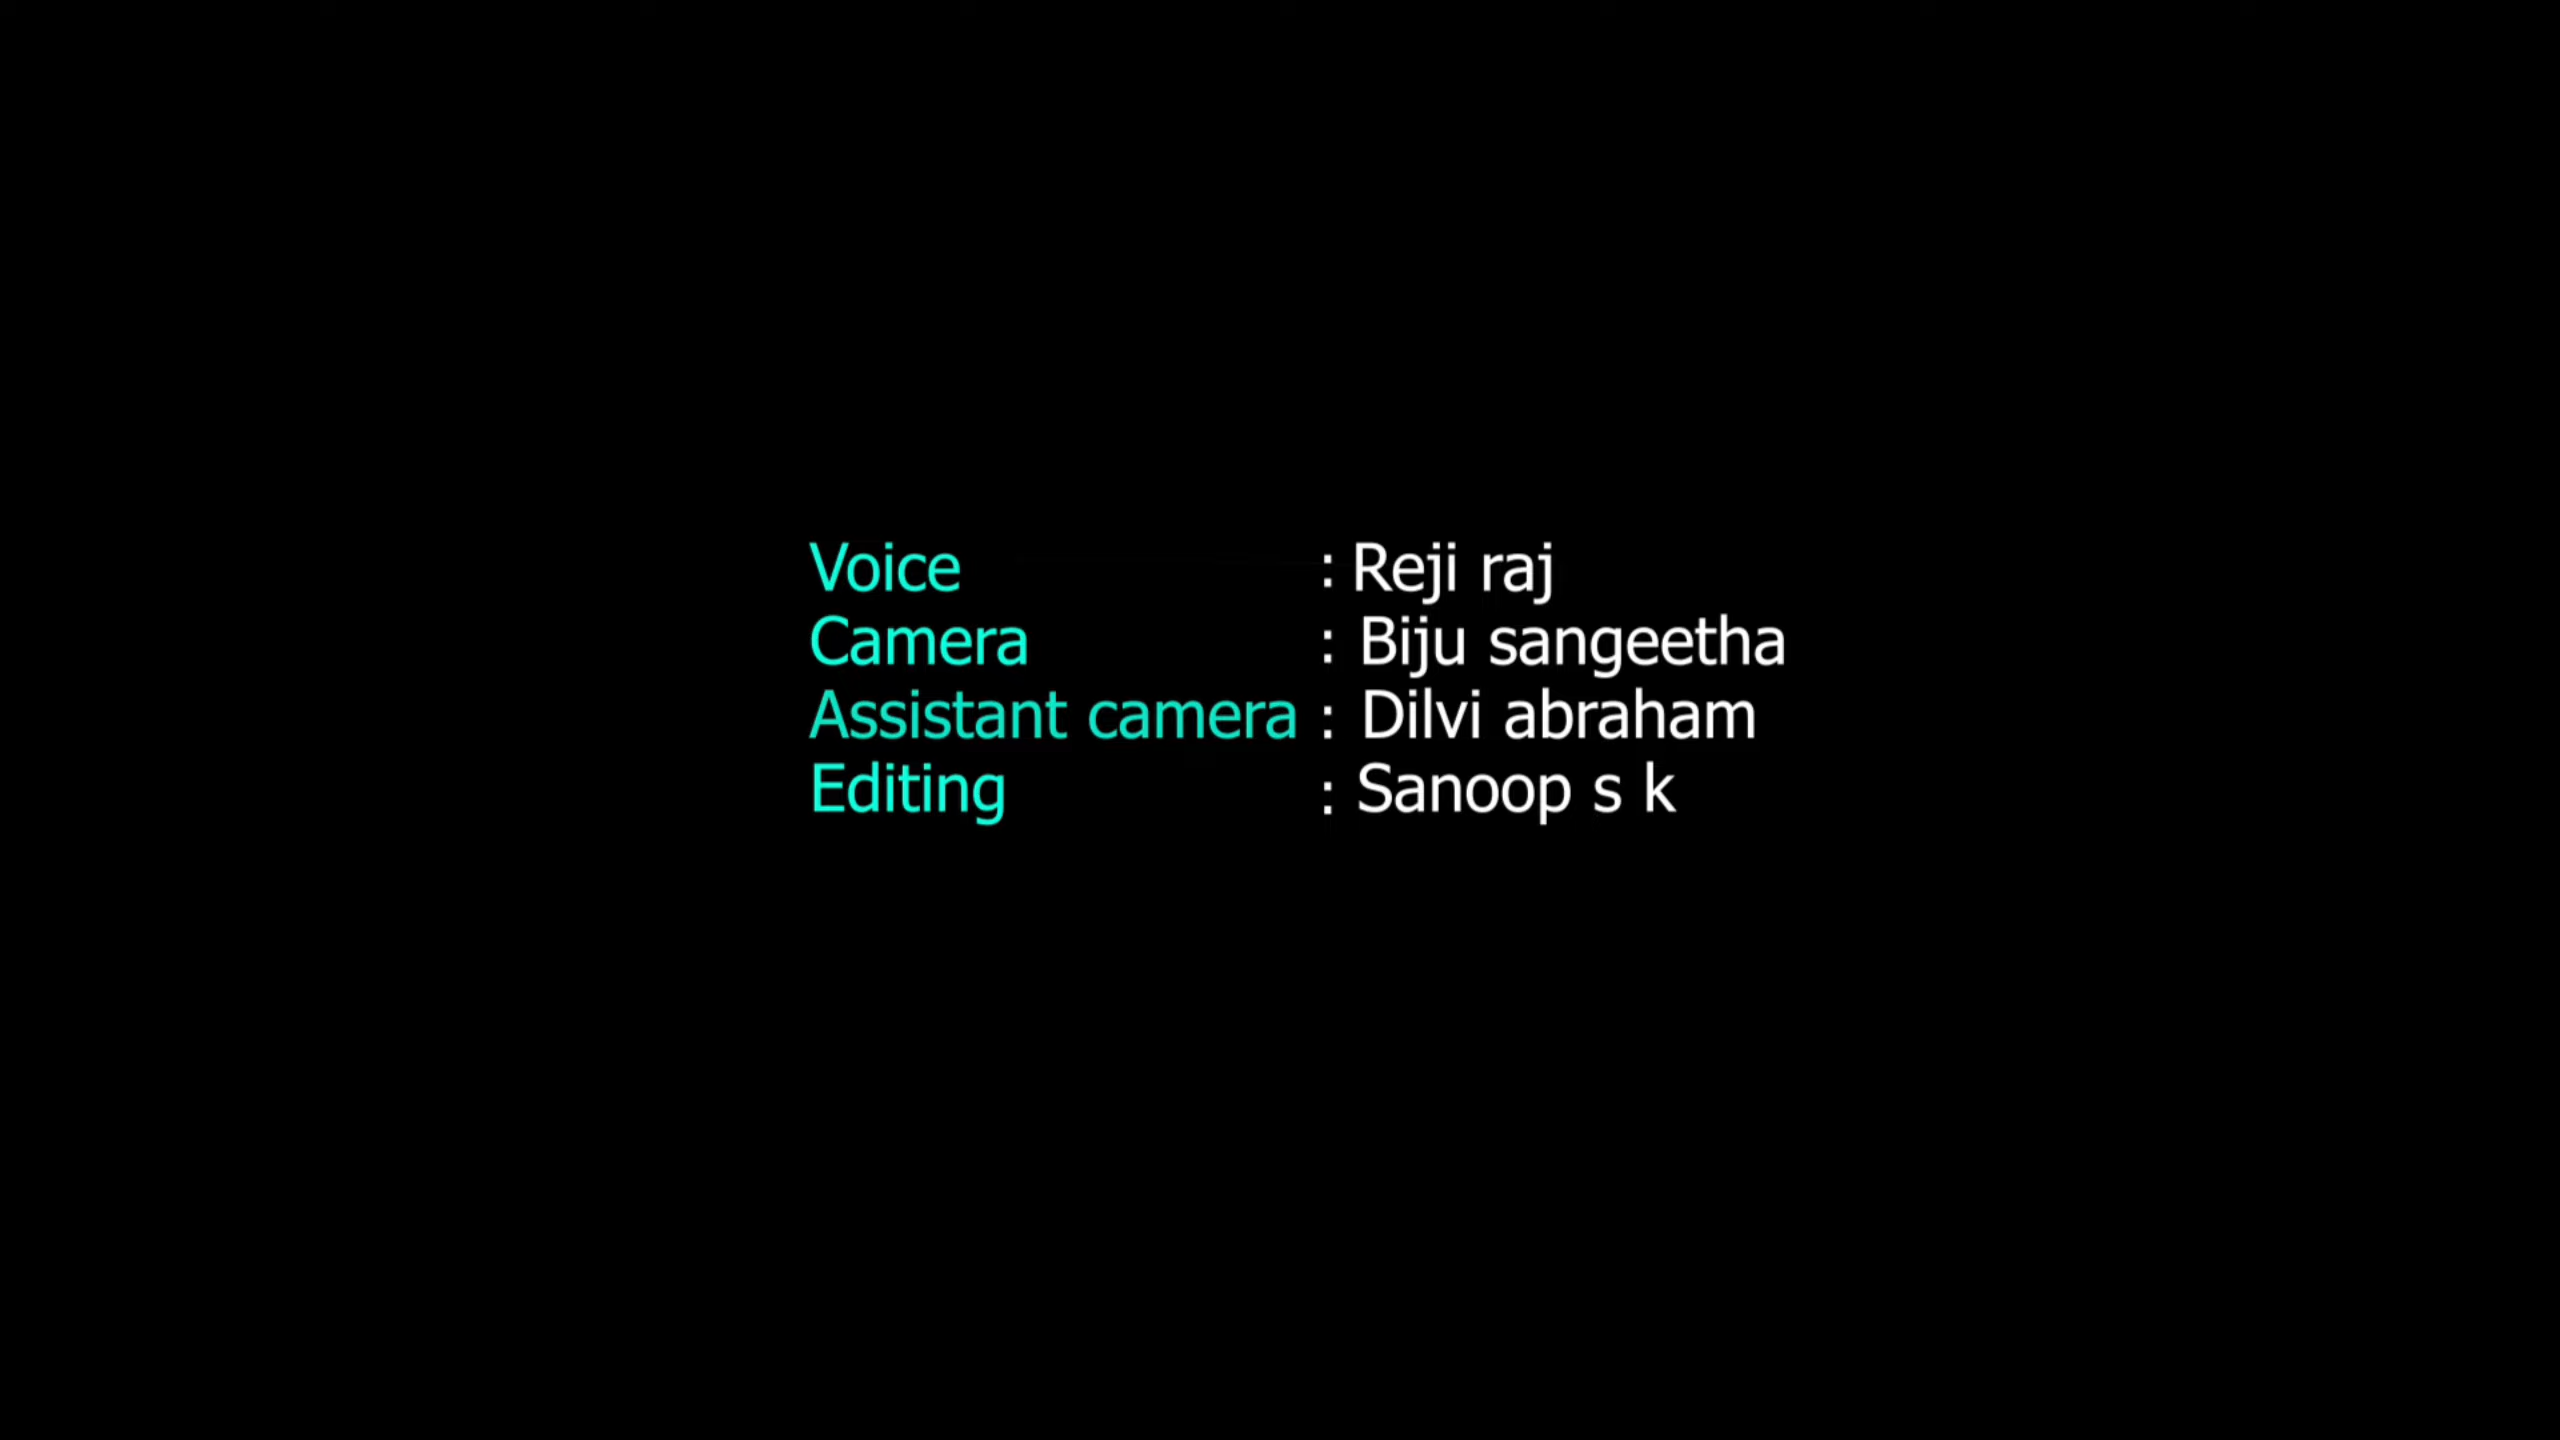 Voice : Reji raj
Camera : Biju sangeetha
Assistant camera : Dilvi abraham
Editing : Sanoop s k